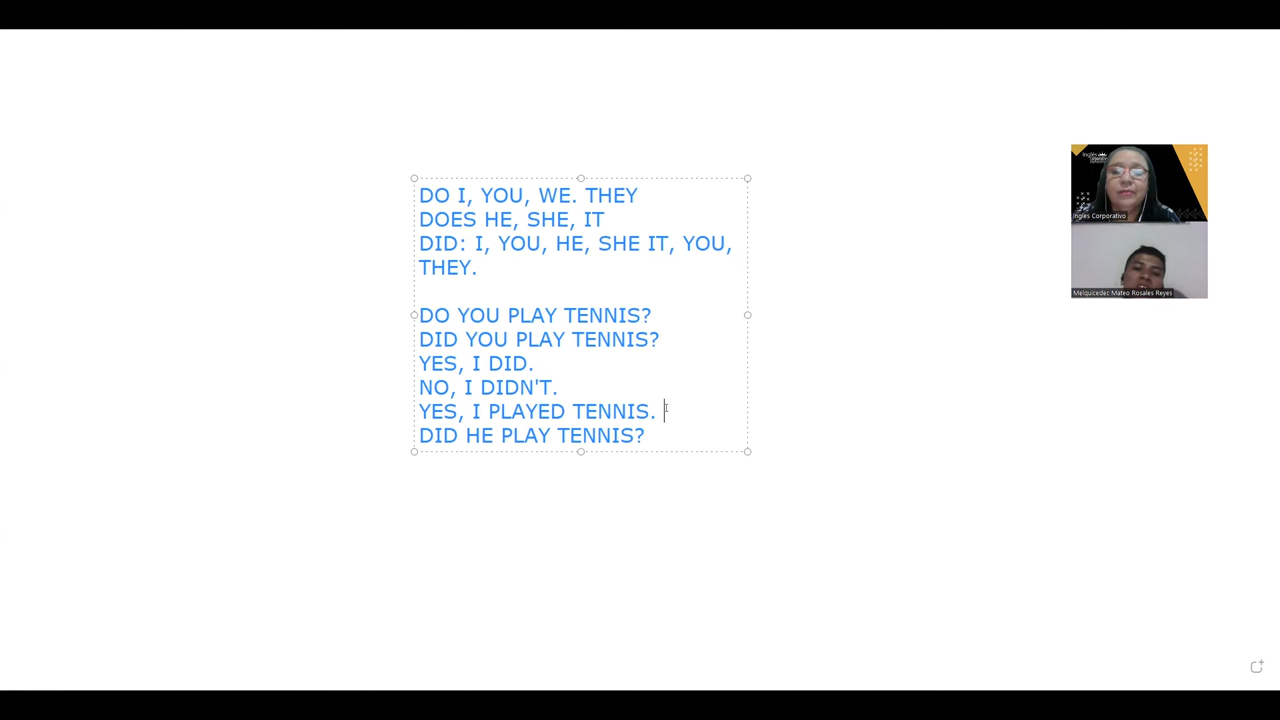 DO I, YOU, WE. THEY
DOES HE, SHE, IT
DID: I, YOU, HE, SHE IT, YOU,
THEY.
DO YOU PLAY TENNIS?
DID YOU PLAY TENNIS?
YES, I DID.
NO, I DIDN'T.
YES, I PLAYED TENNIS.
DID HE PLAY TENNIS?
Inglés
Ingles Corporativo
Melquicedec Mateo Rosales Reyes